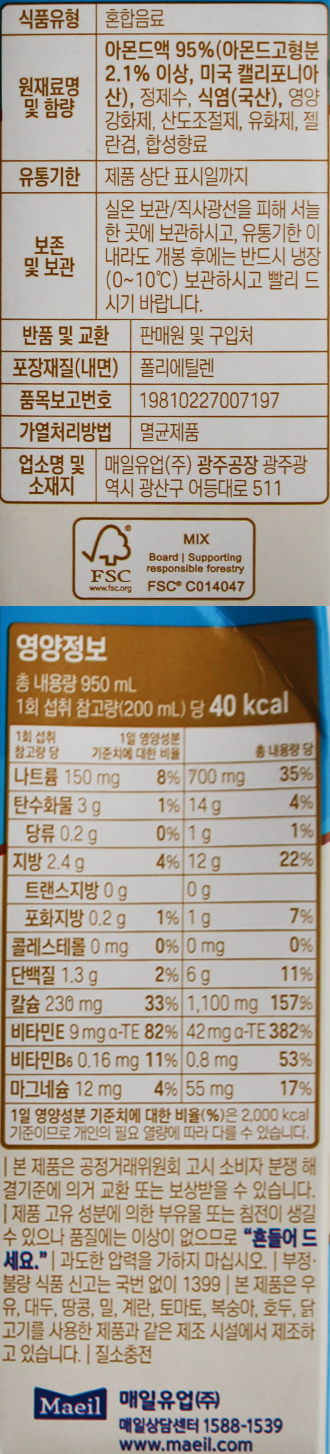 식품유형 혼합음료
원재료명 및 함량 아몬드액 95%(아몬드고형분
2.1% 이상, 미국 캘리포니아
산), 정제수, 식염(국산), 영양
강화제, 산도조절제, 유화제, 젤
란검, 합성향료
유통기한 제품 상단 표시일까지
보존 및 보관 실온 보관/직사광선을 피해 서늘
한 곳에 보관하시고, 유통기한 이
내라도 개봉 후에는 반드시 냉장
(0~10℃) 보관하시고 빨리 드
시기 바랍니다.
반품 및 교환 판매원 및 구입처
포장재질(내면) 폴리에틸렌
품목보고번호 19810227007197
가열처리방법 멸균제품
업소명 및 소재지 매일유업(주) 광주공장 광주광
역시 광산구 어등대로 511
FSC
www.fsc.org
MIX
Board | Supporting
responsible forestry
FSC® C014047
영양정보
총 내용량 950 mL
1회 섭취 참고량(200 mL) 당 40 kcal
1회 섭취 참고량 당 1일 영양성분 기준치에 대한 비율 총 내용량 당
나트륨 150 mg 8% 700 mg 35%
탄수화물 3 g 1% 14 g 4%
당류 0.2 g 0% 1 g 1%
지방 2.4 g 4% 12 g 22%
트랜스지방 0 g 0 g
포화지방 0.2 g 1% 1 g 7%
콜레스테롤 0 mg 0% 0 mg 0%
단백질 1.3 g 2% 6 g 11%
칼슘 230 mg 33% 1,100 mg 157%
비타민E 9 mg α-TE 82% 42 mg α-TE 382%
비타민B6 0.16 mg 11% 0.8 mg 53%
마그네슘 12 mg 4% 55 mg 17%
1일 영양성분 기준치에 대한 비율(%)은 2,000 kcal
기준이므로 개인의 필요 열량에 따라 다를 수 있습니다.
| 본 제품은 공정거래위원회 고시 소비자 분쟁 해
결기준에 의거 교환 또는 보상받을 수 있습니다.
| 제품 고유 성분에 의한 부유물 또는 침전이 생길
수 있으나 품질에는 이상이 없으므로 "흔들어 드
세요." | 과도한 압력을 가하지 마십시오. | 부정·
불량 식품 신고는 국번 없이 1399 | 본 제품은 우
유, 대두, 땅콩, 밀, 계란, 토마토, 복숭아, 호두, 닭
고기를 사용한 제품과 같은 제조 시설에서 제조하
고 있습니다. | 질소충전
Maeil 매일유업(주)
매일상담센터 1588-1539
www.maeil.com